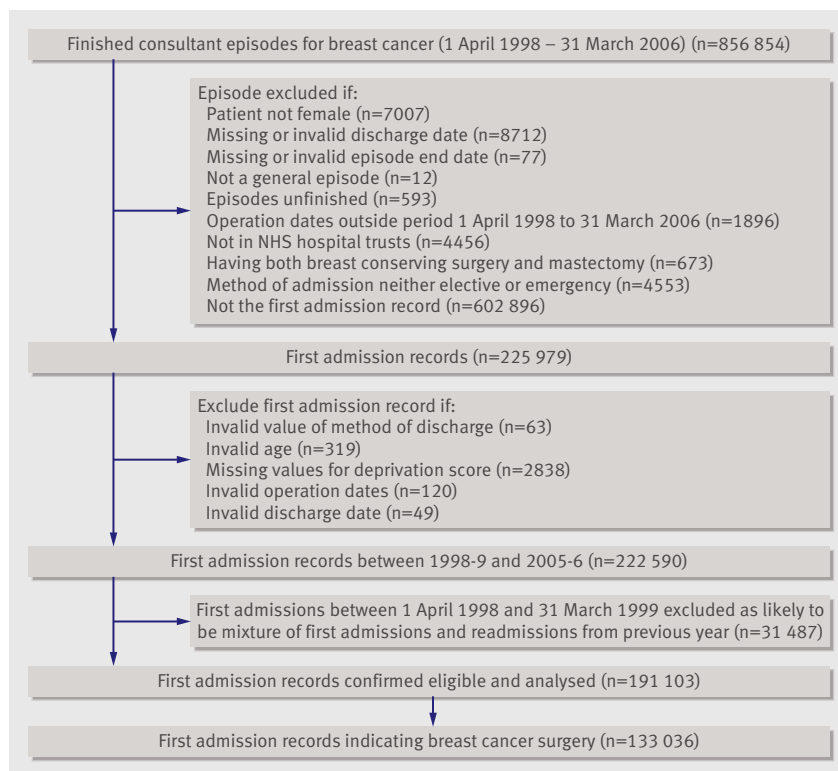 Finished consultant episodes for breast cancer (1 April 1998 – 31 March 2006) (n=856 854)
Episode excluded if:
Patient not female (n=7007)
Missing or invalid discharge date (n=8712)
Missing or invalid episode end date (n=77)
Not a general episode (n=12)
Episodes unfinished (n=593)
Operation dates outside period 1 April 1998 to 31 March 2006 (n=1896)
Not in NHS hospital trusts (n=4456)
Having both breast conserving surgery and mastectomy (n=673)
Method of admission neither elective or emergency (n=4553)
Not the first admission record (n=602 896)
First admission records (n=225 979)
Exclude first admission record if:
Invalid value of method of discharge (n=63)
Invalid age (n=319)
Missing values for deprivation score (n=2838)
Invalid operation dates (n=120)
Invalid discharge date (n=49)
First admission records between 1998-9 and 2005-6 (n=222 590)
First admissions between 1 April 1998 and 31 March 1999 excluded as likely to
be mixture of first admissions and readmissions from previous year (n=31 487)
First admission records confirmed eligible and analysed (n=191 103)
First admission records indicating breast cancer surgery (n=133 036)